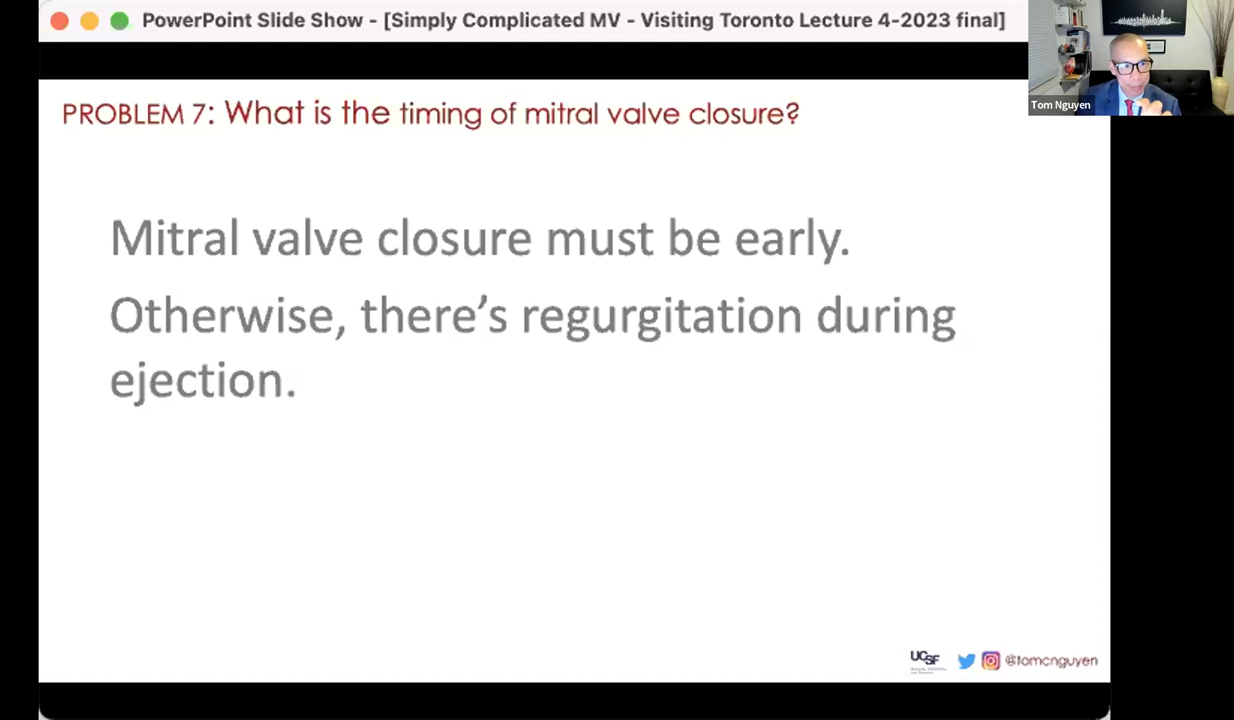 PowerPoint Slide Show - [Simply Complicated MV - Visiting Toronto Lecture 4-2023 final]
Tom Nguyen
PROBLEM 7: What is the timing of mitral valve closure?
Mitral valve closure must be early.
Otherwise, there’s regurgitation during
ejection.
UCSF
@tomcnguyen